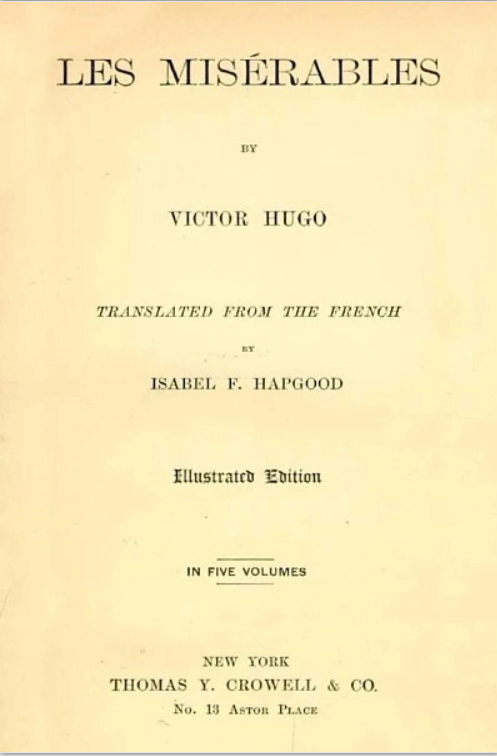 LES MISÉRABLES
BY
VICTOR HUGO
TRANSLATED FROM THE FRENCH
BY
ISABEL F. HAPGOOD
Illustrated Edition
IN FIVE VOLUMES
NEW YORK
THOMAS Y. CROWELL & CO.
No. 13 Astor Place